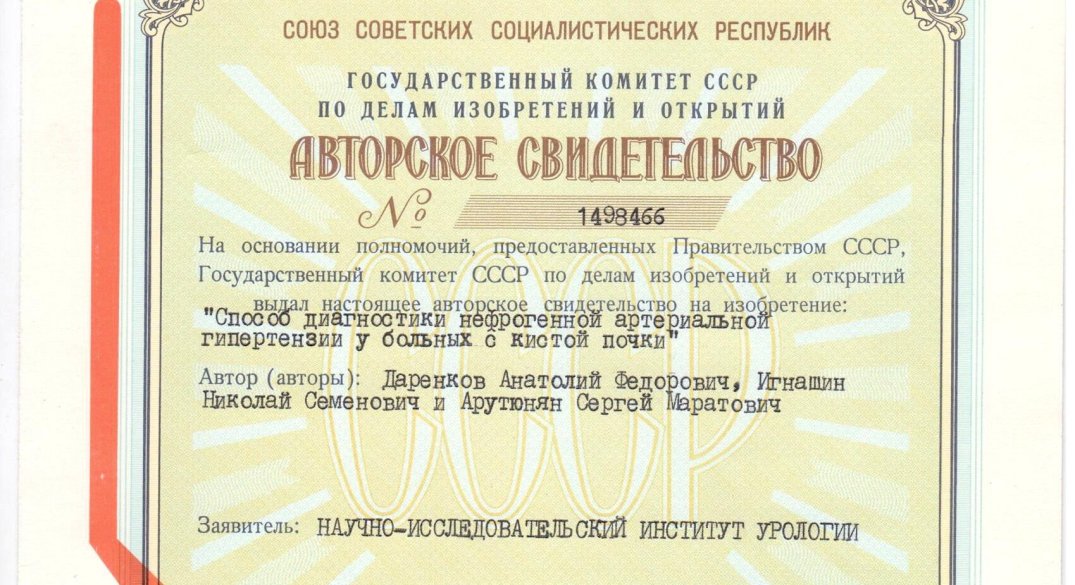 СОЮЗ СОВЕТСКИХ СОЦИАЛИСТИЧЕСКИХ РЕСПУБЛИК
ГОСУДАРСТВЕННЫЙ КОМИТЕТ СССР
ПО ДЕЛАМ ИЗОБРЕТЕНИЙ И ОТКРЫТИЙ
АВТОРСКОЕ СВИДЕТЕЛЬСТВО
№ 1498466
На основании полномочий, предоставленных Правительством СССР,
Государственный комитет СССР по делам изобретений и открытий
выдал настоящее авторское свидетельство на изобретение:
"Способ диагностики нефрогенной артериальной
гипертензии у больных с кистой почки"
Автор (авторы): Даренков Анатолий Федорович, Игнашин
Николай Семенович и Арутюнян Сергей Маратович
Заявитель: НАУЧНО-ИССЛЕДОВАТЕЛЬСКИЙ ИНСТИТУТ УРОЛОГИИ
СССР